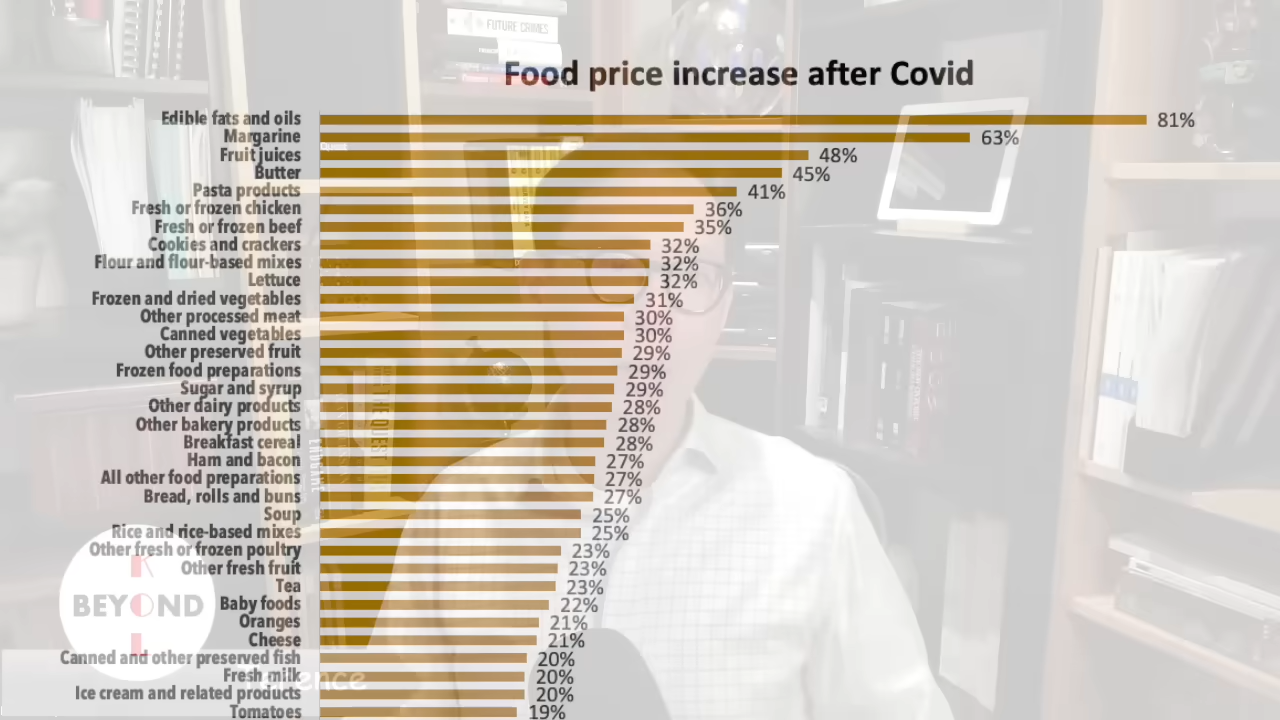 FUTURE CRIMES
Food price increase after Covid
Edible fats and oils 81%
Margarine 63%
Fruit juices 48%
Butter 45%
Pasta products 41%
Fresh or frozen chicken 36%
Fresh or frozen beef 35%
Cookies and crackers 32%
Flour and flour-based mixes 32%
Lettuce 32%
Frozen and dried vegetables 31%
Other processed meat 30%
Canned vegetables 30%
Other preserved fruit 29%
Frozen food preparations 29%
Sugar and syrup 29%
Other dairy products 28%
Other bakery products 28%
Breakfast cereal 28%
Ham and bacon 27%
All other food preparations 27%
Bread, rolls and buns 27%
Soup 25%
Rice and rice-based mixes 25%
Other fresh or frozen poultry 23%
Other fresh fruit 23%
Tea 23%
Baby foods 22%
Oranges 21%
Cheese 21%
Canned and other preserved fish 20%
Fresh milk 20%
Ice cream and related products 20%
Tomatoes 19%
BEYOND